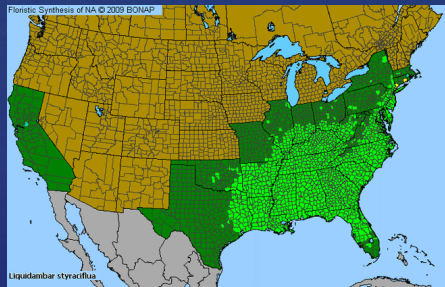 Floristic Synthesis of NA © 2009 BONAP
Liquidambar styraciflua